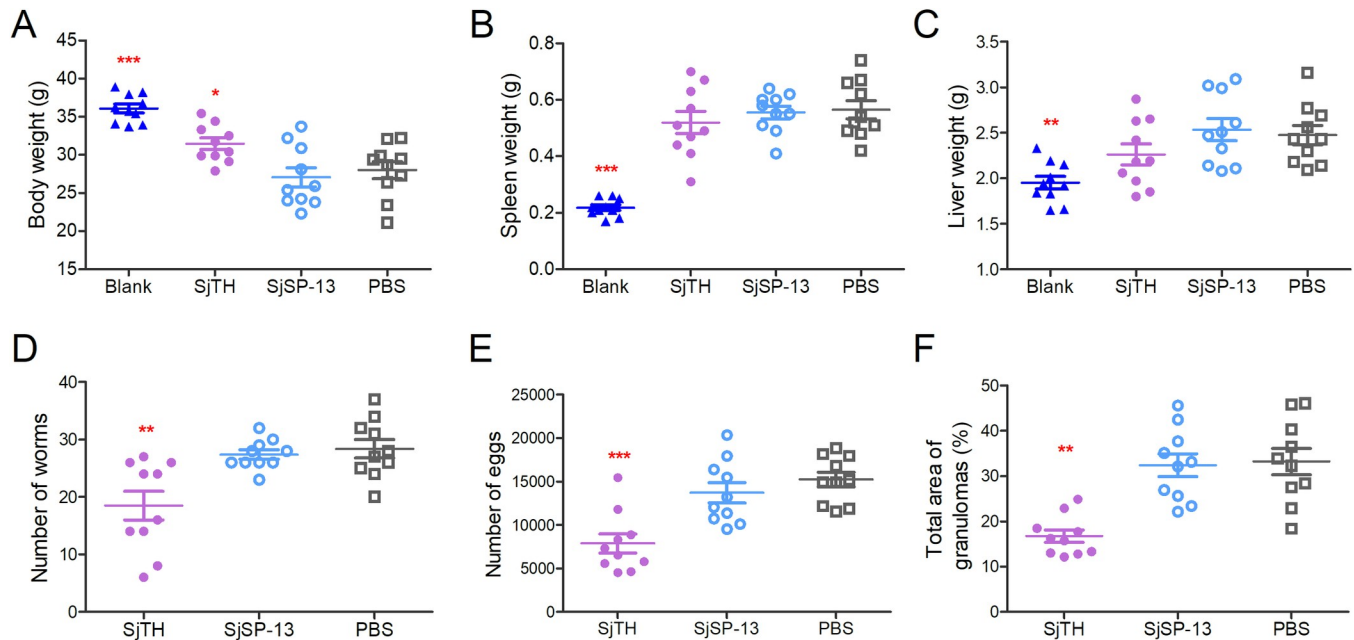 A
Body weight (g)
45
40
35
30
25
20
15
***
*
Blank SjTH SjSP-13 PBS
B
Spleen weight (g)
0.8
0.6
0.4
0.2
0.0
***
Blank SjTH SjSP-13 PBS
C
Liver weight (g)
3.5
3.0
2.5
2.0
1.5
1.0
**
Blank SjTH SjSP-13 PBS
D
Number of worms
40
30
20
10
0
**
SjTH SjSP-13 PBS
E
Number of eggs
25000
20000
15000
10000
5000
0
***
SjTH SjSP-13 PBS
F
Total area of
granulomas (%)
50
40
30
20
10
0
**
SjTH SjSP-13 PBS